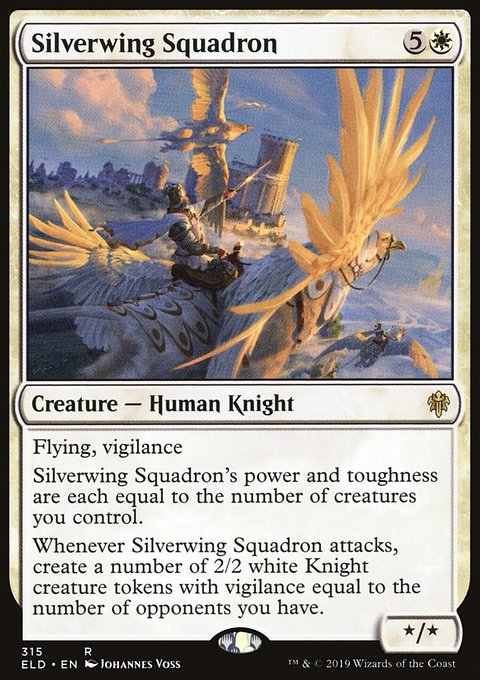 Silverwing Squadron 5
Creature — Human Knight
Flying, vigilance
Silverwing Squadron's power and toughness
are each equal to the number of creatures
you control.
Whenever Silverwing Squadron attacks,
create a number of 2/2 white Knight
creature tokens with vigilance equal to the
number of opponents you have.
*/*
315 R
ELD • EN Johannes Voss
™ & © 2019 Wizards of the Coast